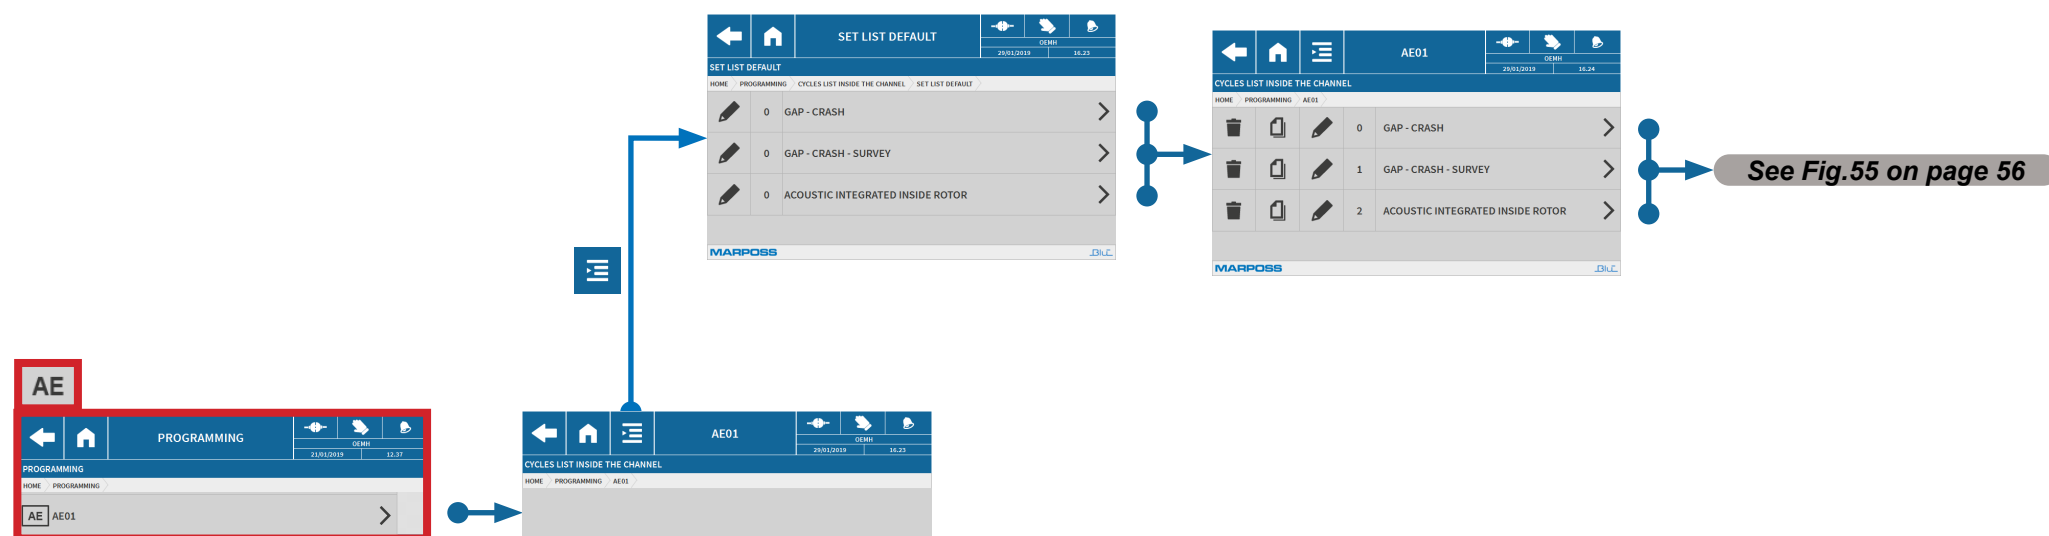 SET LIST DEFAULT
OEMH
29/01/2019 16.23
SET LIST DEFAULT
HOME PROGRAMMING CYCLES LIST INSIDE THE CHANNEL SET LIST DEFAULT
0 GAP - CRASH
0 GAP - CRASH - SURVEY
0 ACOUSTIC INTEGRATED INSIDE ROTOR
MARPOSS BLÚ
AE01
OEMH
29/01/2019 16.24
CYCLES LIST INSIDE THE CHANNEL
HOME PROGRAMMING AE01
0 GAP - CRASH
1 GAP - CRASH - SURVEY
2 ACOUSTIC INTEGRATED INSIDE ROTOR
MARPOSS BLÚ
See Fig.55 on page 56
AE
PROGRAMMING
OEMH
21/01/2019 12.37
PROGRAMMING
HOME PROGRAMMING
AE AE01
AE01
OEMH
29/01/2019 16.23
CYCLES LIST INSIDE THE CHANNEL
HOME PROGRAMMING AE01